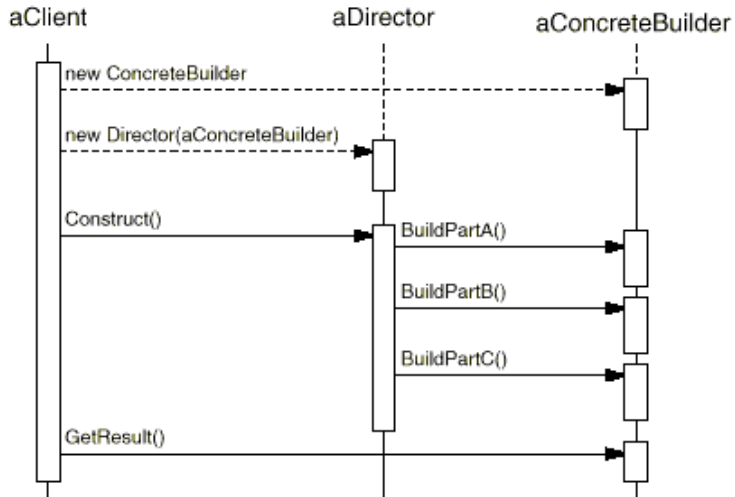 aClient
aDirector
aConcreteBuilder
new ConcreteBuilder
new Director(aConcreteBuilder)
Construct()
BuildPartA()
BuildPartB()
BuildPartC()
GetResult()